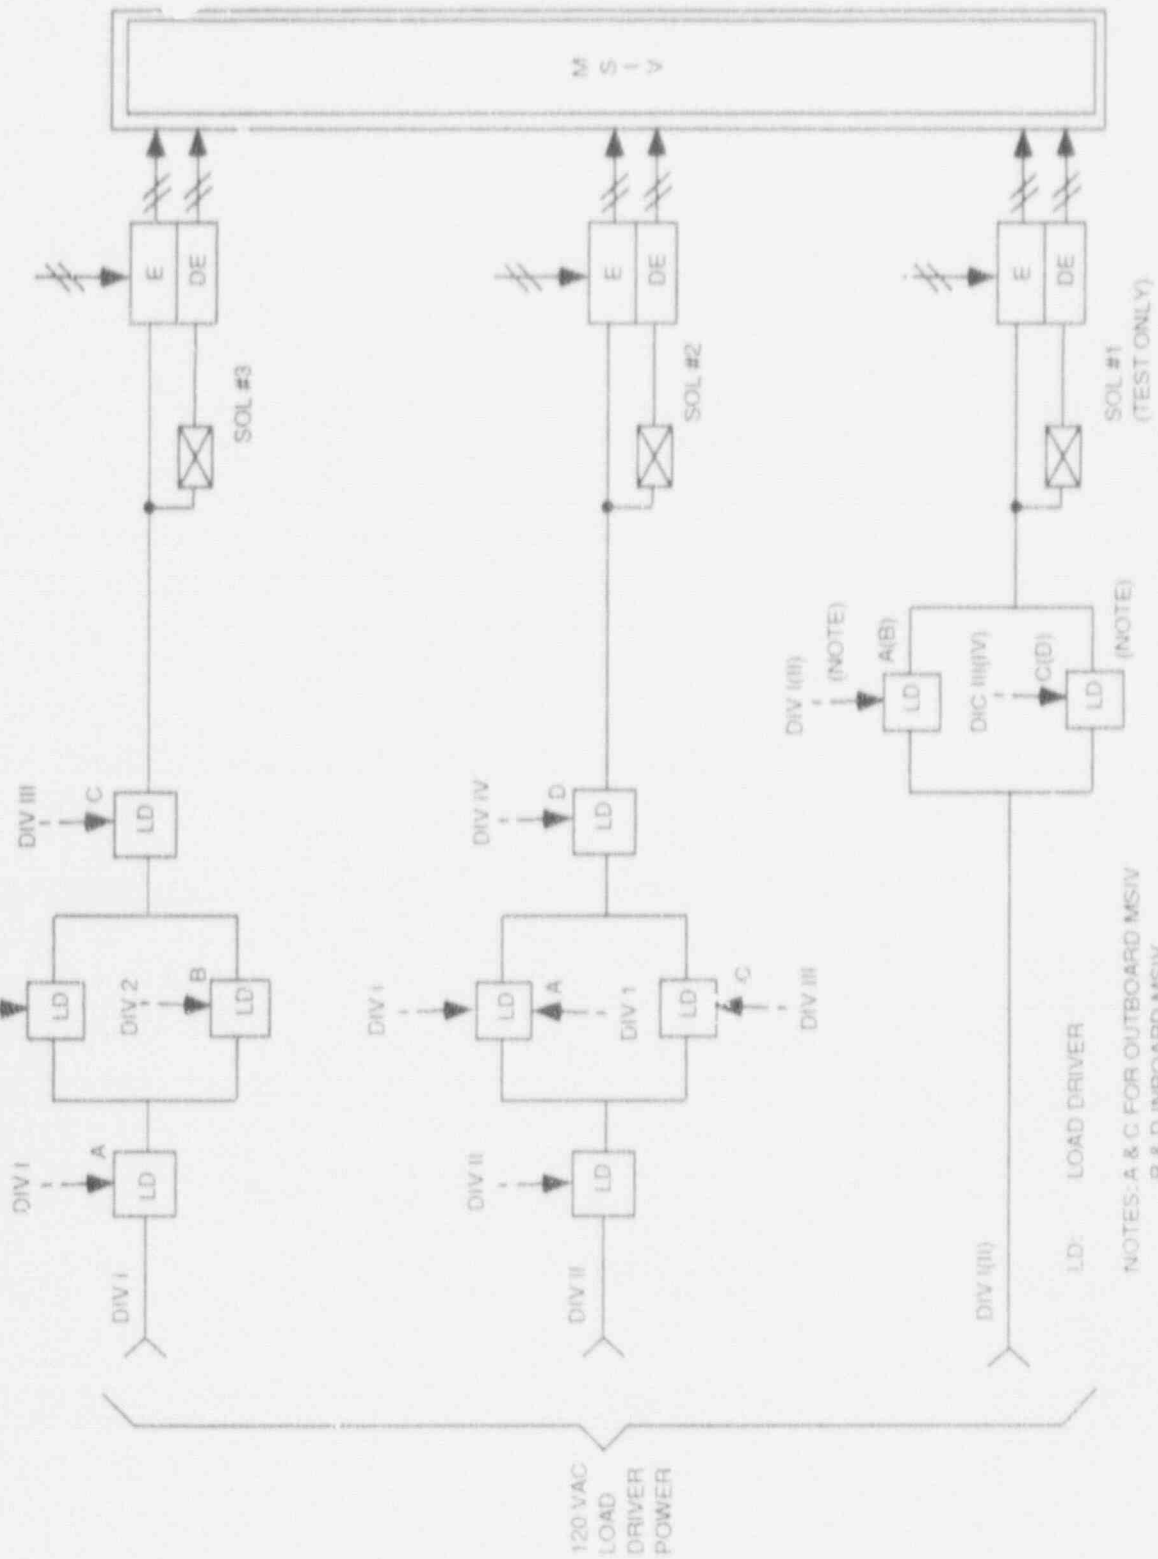 M
S
I
V
E
DE
SOL #3
E
DE
SOL #2
E
DE
SOL #1
(TEST ONLY)
DIV III
C
LD
LD
DIV 2
B
LD
DIV I
A
LD
DIV I
DIV IV
D
LD
DIV I
LD
A
DIV 1
LD
C
DIV III
DIV II
LD
DIV II
DIV I(II)
(NOTE)
A(B)
LD
DIC III(IV)
C(D)
LD
(NOTE)
DIV I(II)
120 VAC
LOAD
DRIVER
POWER
LD: LOAD DRIVER
NOTES: A & C FOR OUTBOARD MSIV
B & D INBOARD MSIV